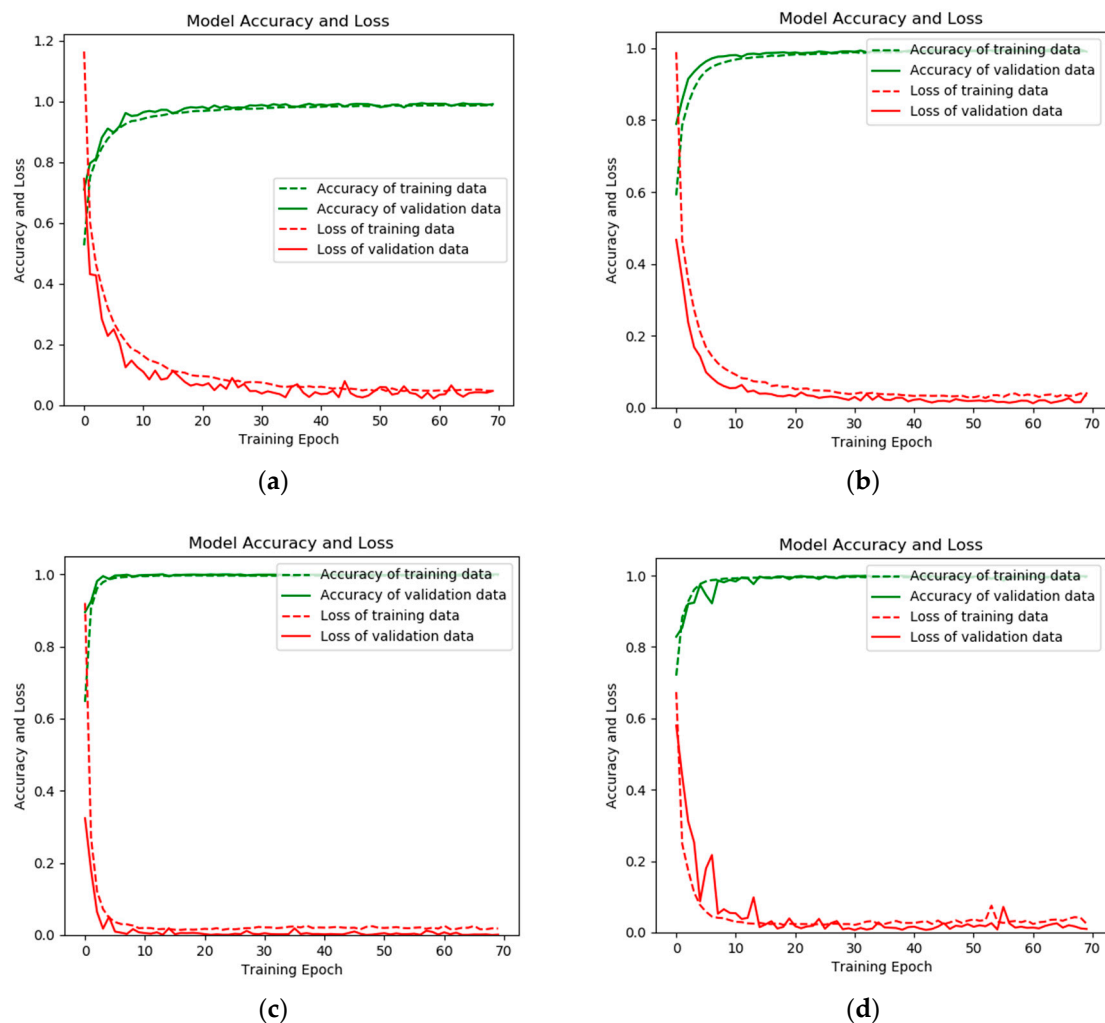 Model Accuracy and Loss
1.2
1.0
0.8
0.6
0.4
0.2
0.0
Accuracy and Loss
Accuracy of training data
Accuracy of validation data
Loss of training data
Loss of validation data
0 10 20 30 40 50 60 70
Training Epoch
(a)
Model Accuracy and Loss
1.0
0.8
0.6
0.4
0.2
0.0
Accuracy and Loss
Accuracy of training data
Accuracy of validation data
Loss of training data
Loss of validation data
0 10 20 30 40 50 60 70
Training Epoch
(b)
Model Accuracy and Loss
1.0
0.8
0.6
0.4
0.2
0.0
Accuracy and Loss
Accuracy of training data
Accuracy of validation data
Loss of training data
Loss of validation data
0 10 20 30 40 50 60 70
Training Epoch
(c)
Model Accuracy and Loss
1.0
0.8
0.6
0.4
0.2
0.0
Accuracy and Loss
Accuracy of training data
Accuracy of validation data
Loss of training data
Loss of validation data
0 10 20 30 40 50 60 70
Training Epoch
(d)